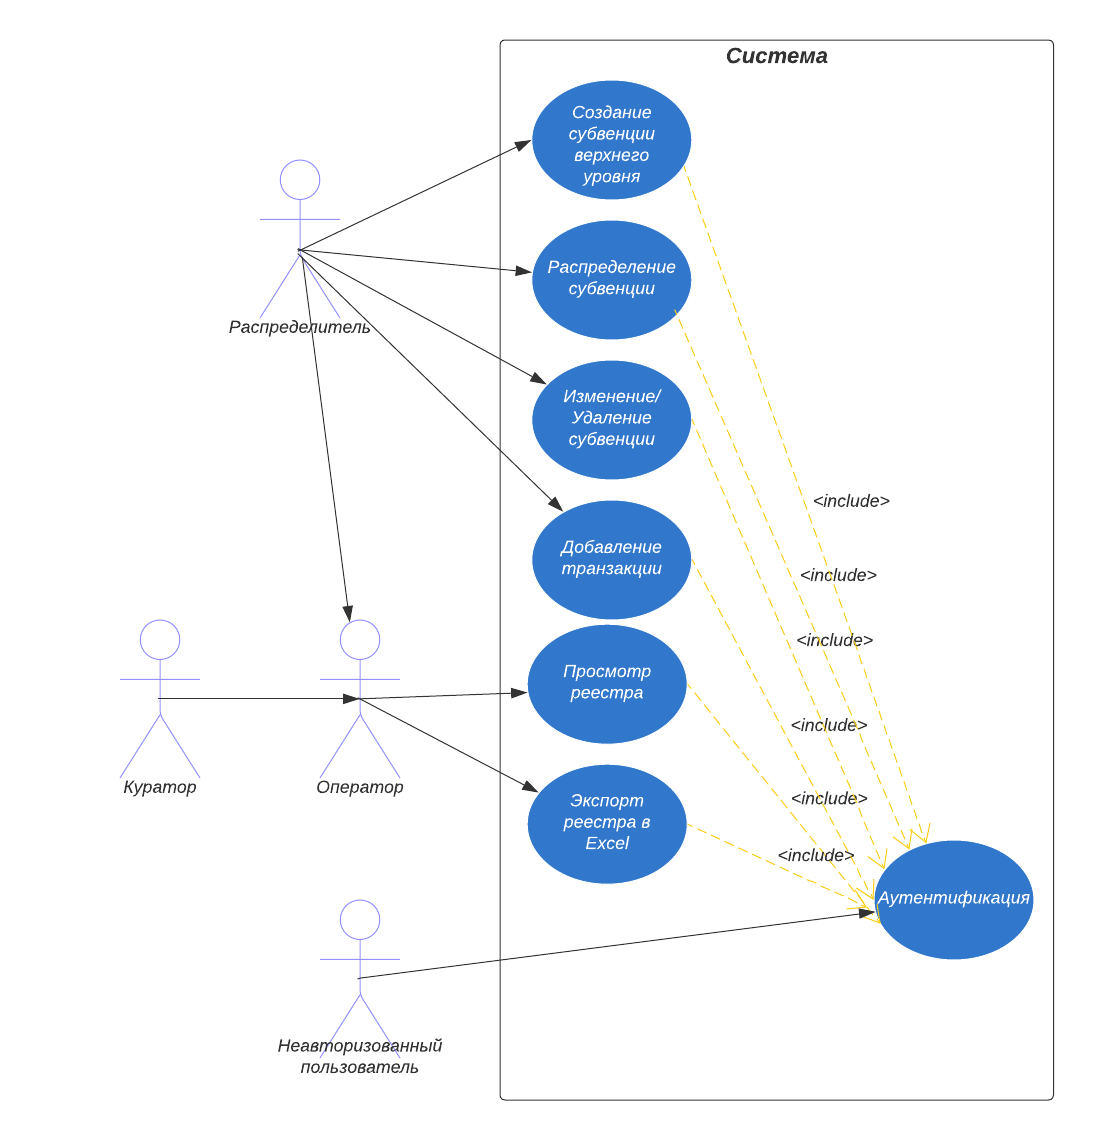 Система
Создание
субвенции
верхнего
уровня
Распределение
субвенции
Распределитель
Изменение/
Удаление
субвенции
<include>
Добавление
транзакции
<include>
<include>
Просмотр
реестра
<include>
Куратор
Оператор
<include>
Экспорт
реестра в
Excel
<include>
Аутентификация
Неавторизованный
пользователь